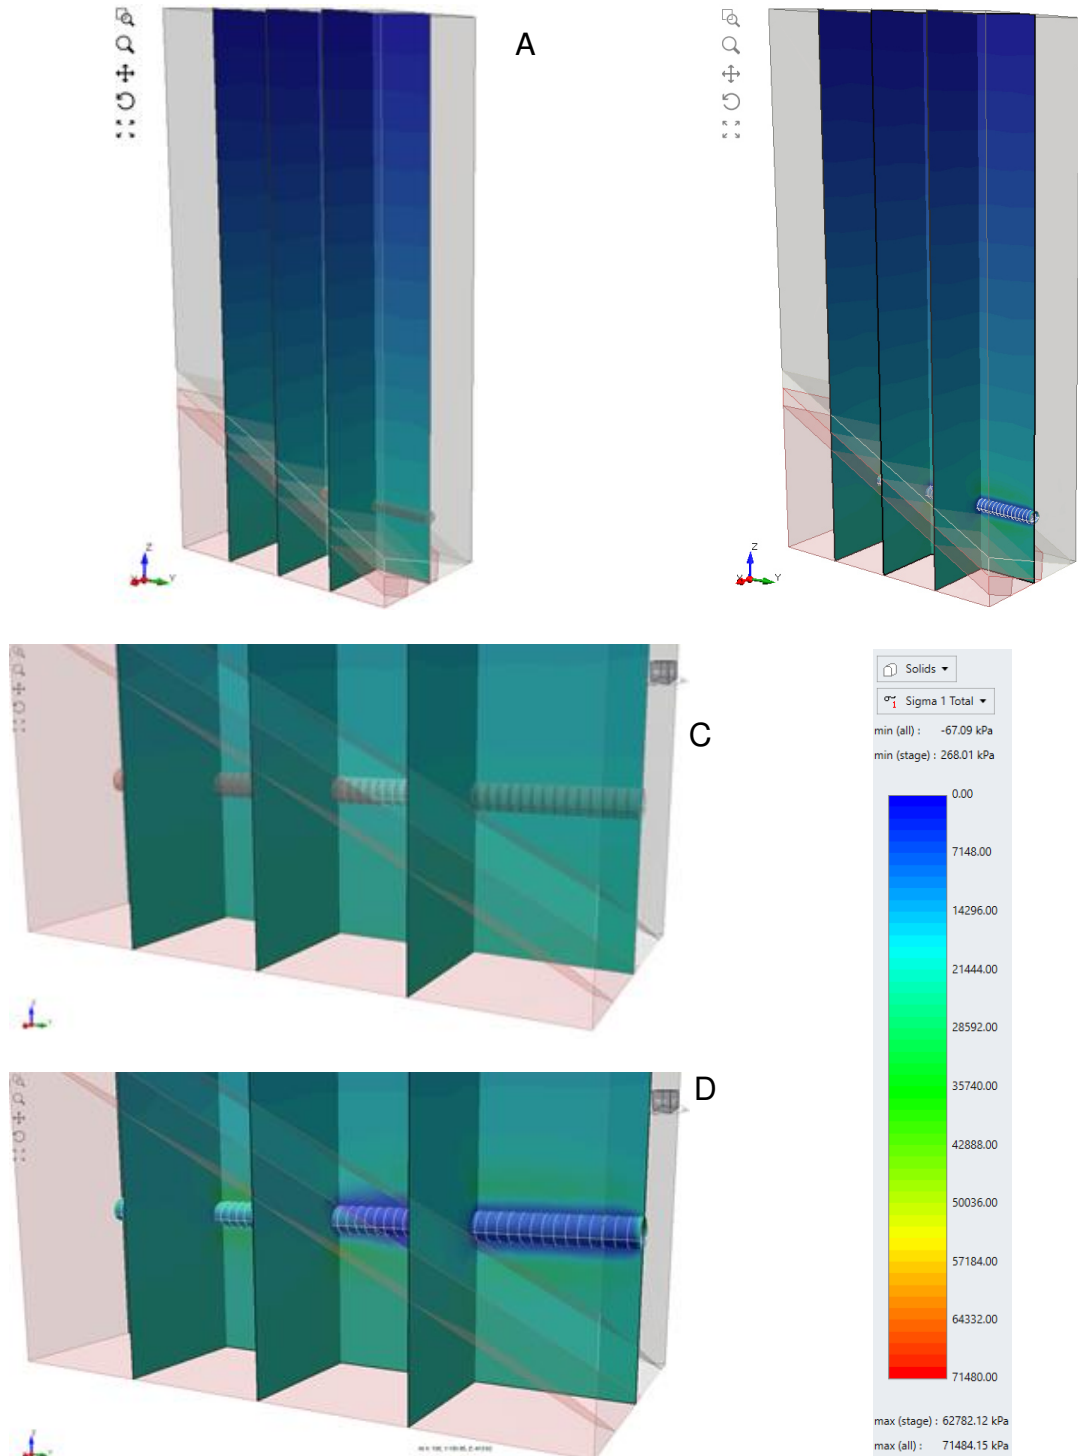 A
Z
Y
Z
Y
C
D
Solids
σ1 Sigma 1 Total
min (all) : -67.09 kPa
min (stage) : 268.01 kPa
0.00
7148.00
14296.00
21444.00
28592.00
35740.00
42888.00
50036.00
57184.00
64332.00
71480.00
max (stage) : 62782.12 kPa
max (all) : 71484.15 kPa